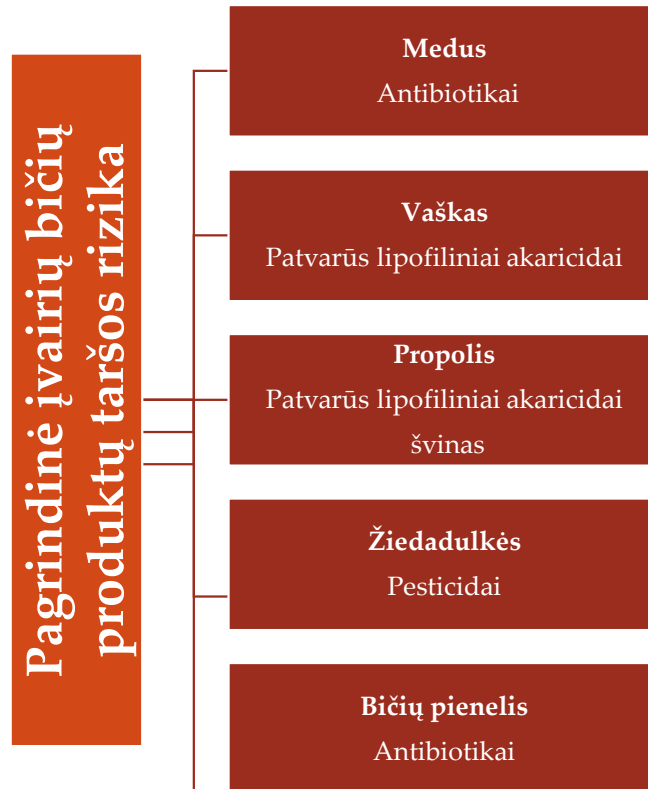 Pagrindinė įvairių bičių
produktų taršos rizika
Medus
Antibiotikai
Vaškas
Patvarūs lipofiliniai akaricidai
Propolis
Patvarūs lipofiliniai akaricidai
švinas
Žiedadulkės
Pesticidai
Bičių pienelis
Antibiotikai